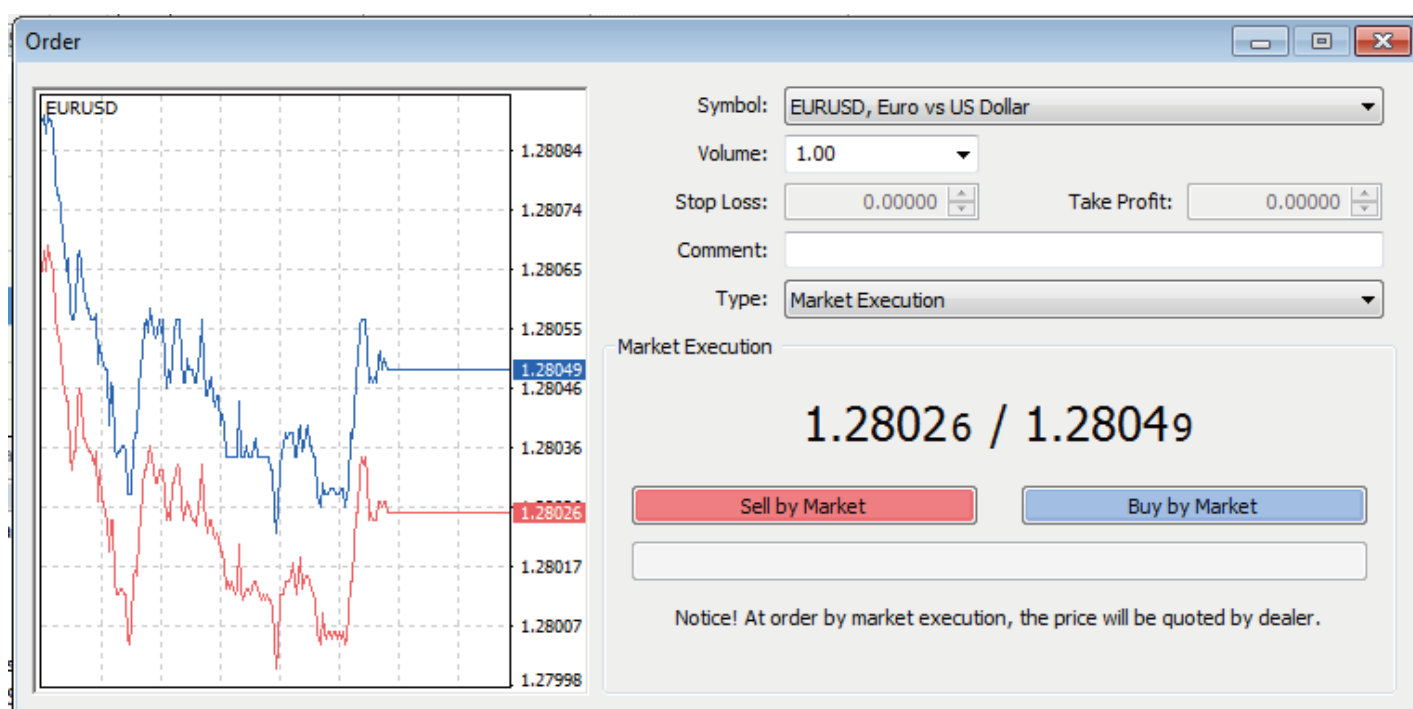 Order
EURUSD
1.28084
1.28074
1.28065
1.28055
1.28049
1.28046
1.28036
1.28026
1.28017
1.28007
1.27998
Symbol: EURUSD, Euro vs US Dollar
Volume: 1.00
Stop Loss: 0.00000 Take Profit: 0.00000
Comment:
Type: Market Execution
Market Execution
1.28026 / 1.28049
Sell by Market Buy by Market
Notice! At order by market execution, the price will be quoted by dealer.